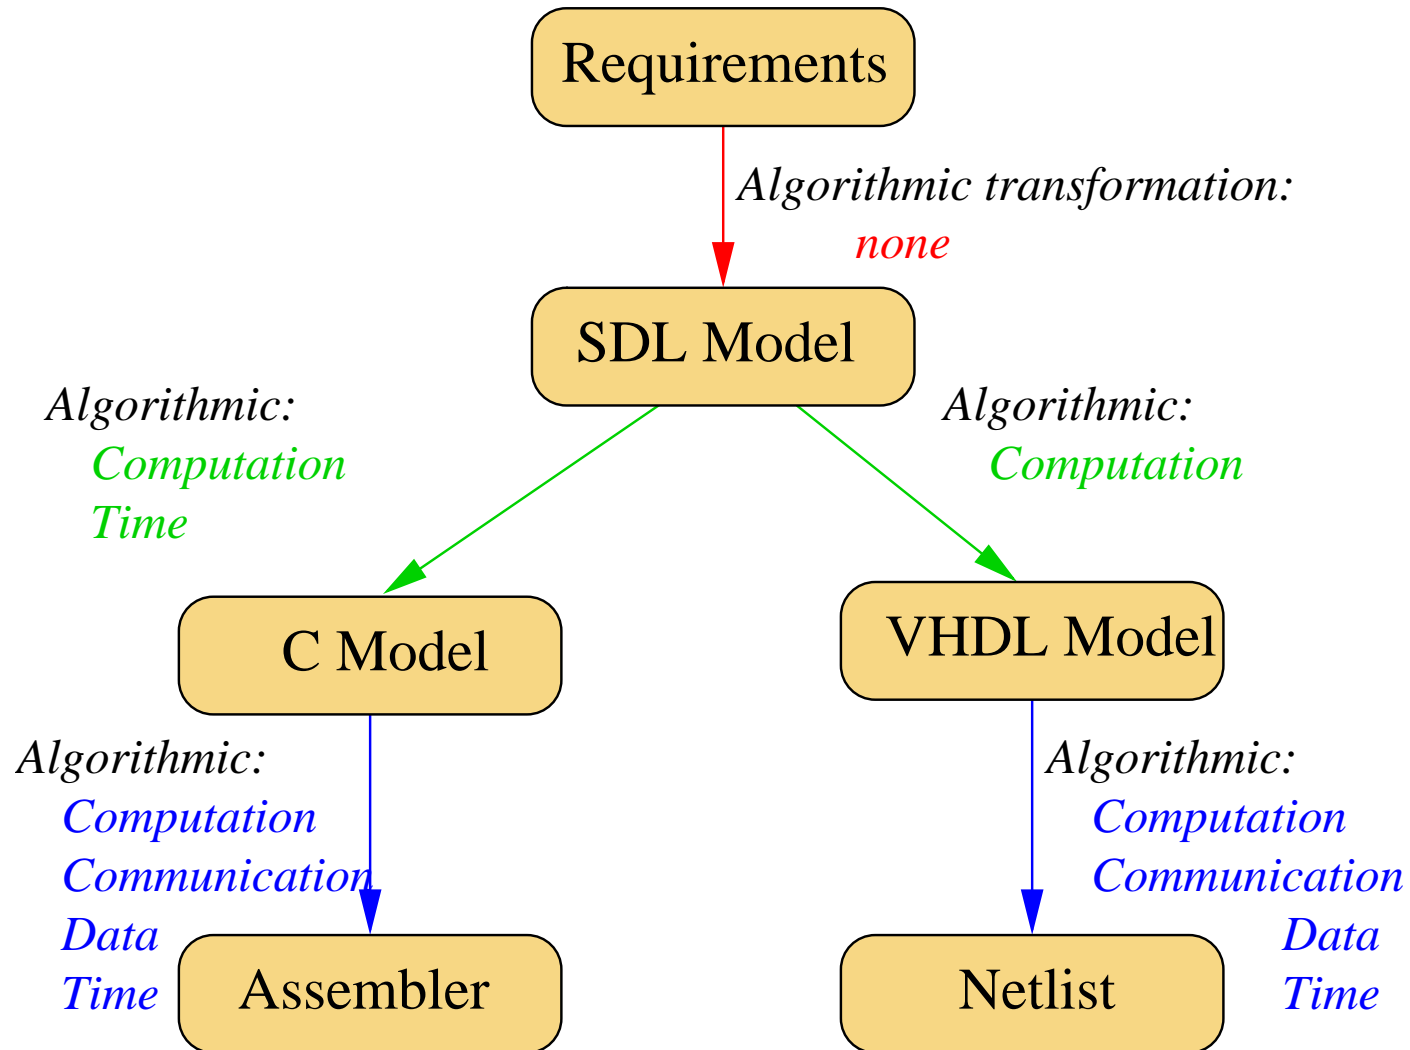 Requirements
Algorithmic transformation:
none
SDL Model
Algorithmic:
Computation
Time
Algorithmic:
Computation
C Model
VHDL Model
Algorithmic:
Computation
Communication
Data
Time
Algorithmic:
Computation
Communication
Data
Time
Assembler
Netlist